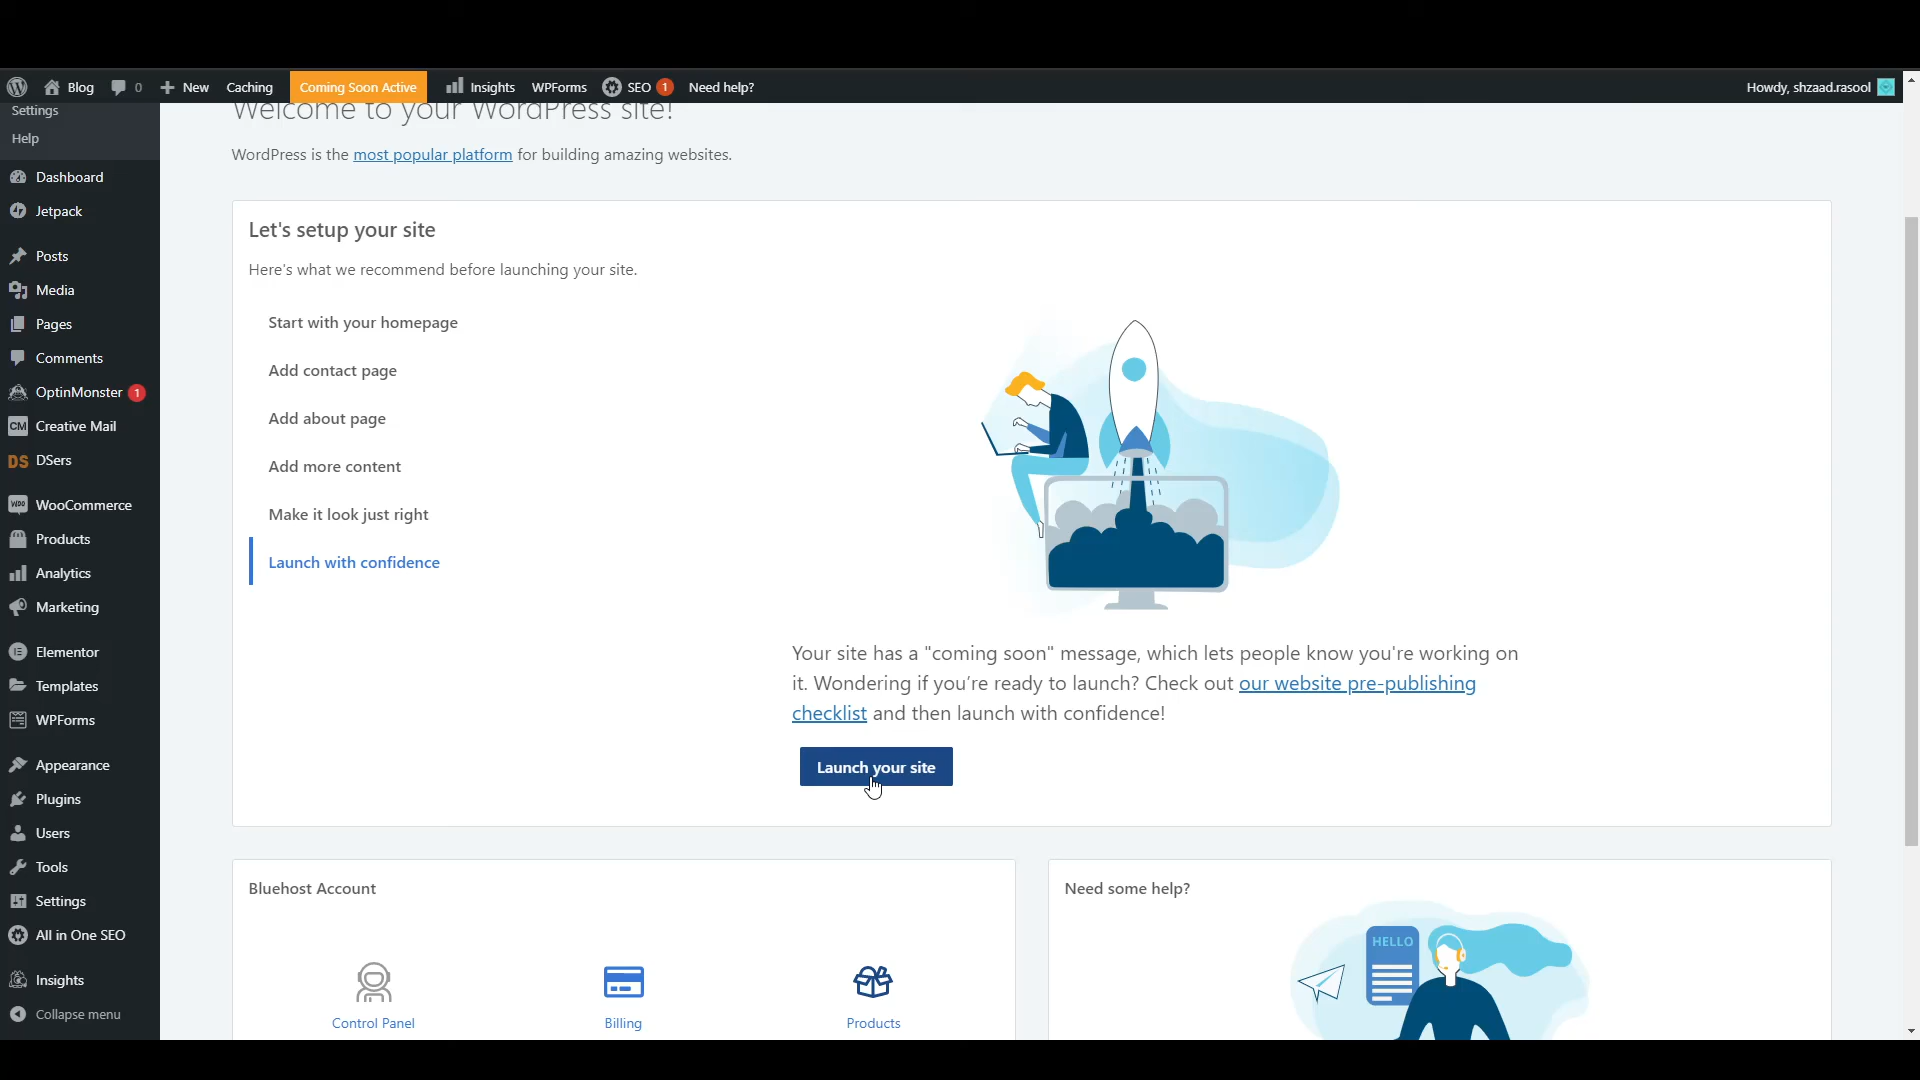 Blog 0 New Caching Coming Soon Active Insights WPForms SEO 1 Need help? Howdy, shzaad.rasool
Settings
Help
Dashboard
Jetpack
Posts
Media
Pages
Comments
OptinMonster 1
CM Creative Mail
DS DSers
Woo WooCommerce
Products
Analytics
Marketing
Elementor
Templates
WPForms
Appearance
Plugins
Users
Tools
Settings
All in One SEO
Insights
Collapse menu
Welcome to your WordPress site!
WordPress is the most popular platform for building amazing websites.
Let's setup your site
Here's what we recommend before launching your site.
Start with your homepage
Add contact page
Add about page
Add more content
Make it look just right
Launch with confidence
Your site has a "coming soon" message, which lets people know you're working on
it. Wondering if you're ready to launch? Check out our website pre-publishing
checklist and then launch with confidence!
Launch your site
Bluehost Account
Control Panel
Billing
Products
Need some help?
HELLO